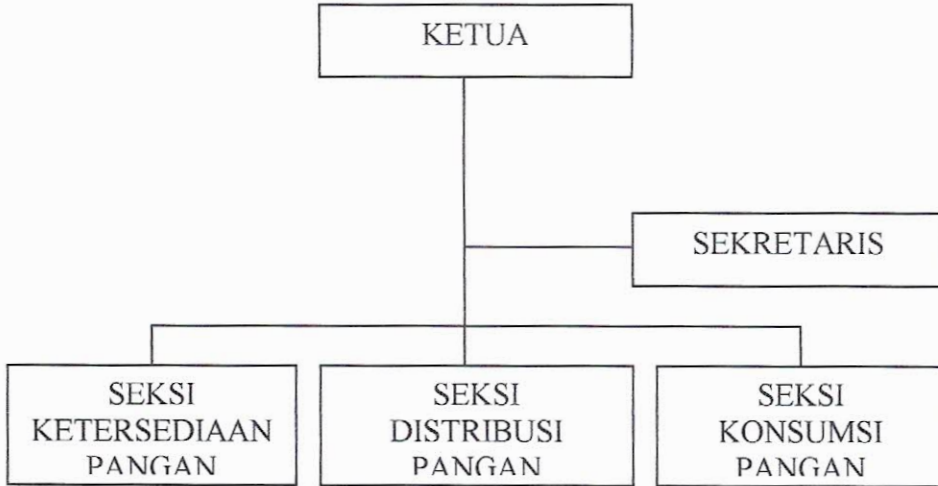 KETUA
SEKRETARIS
SEKSI
KETERSEDIAAN
PANGAN
SEKSI
DISTRIBUSI
PANGAN
SEKSI
KONSUMSI
PANGAN